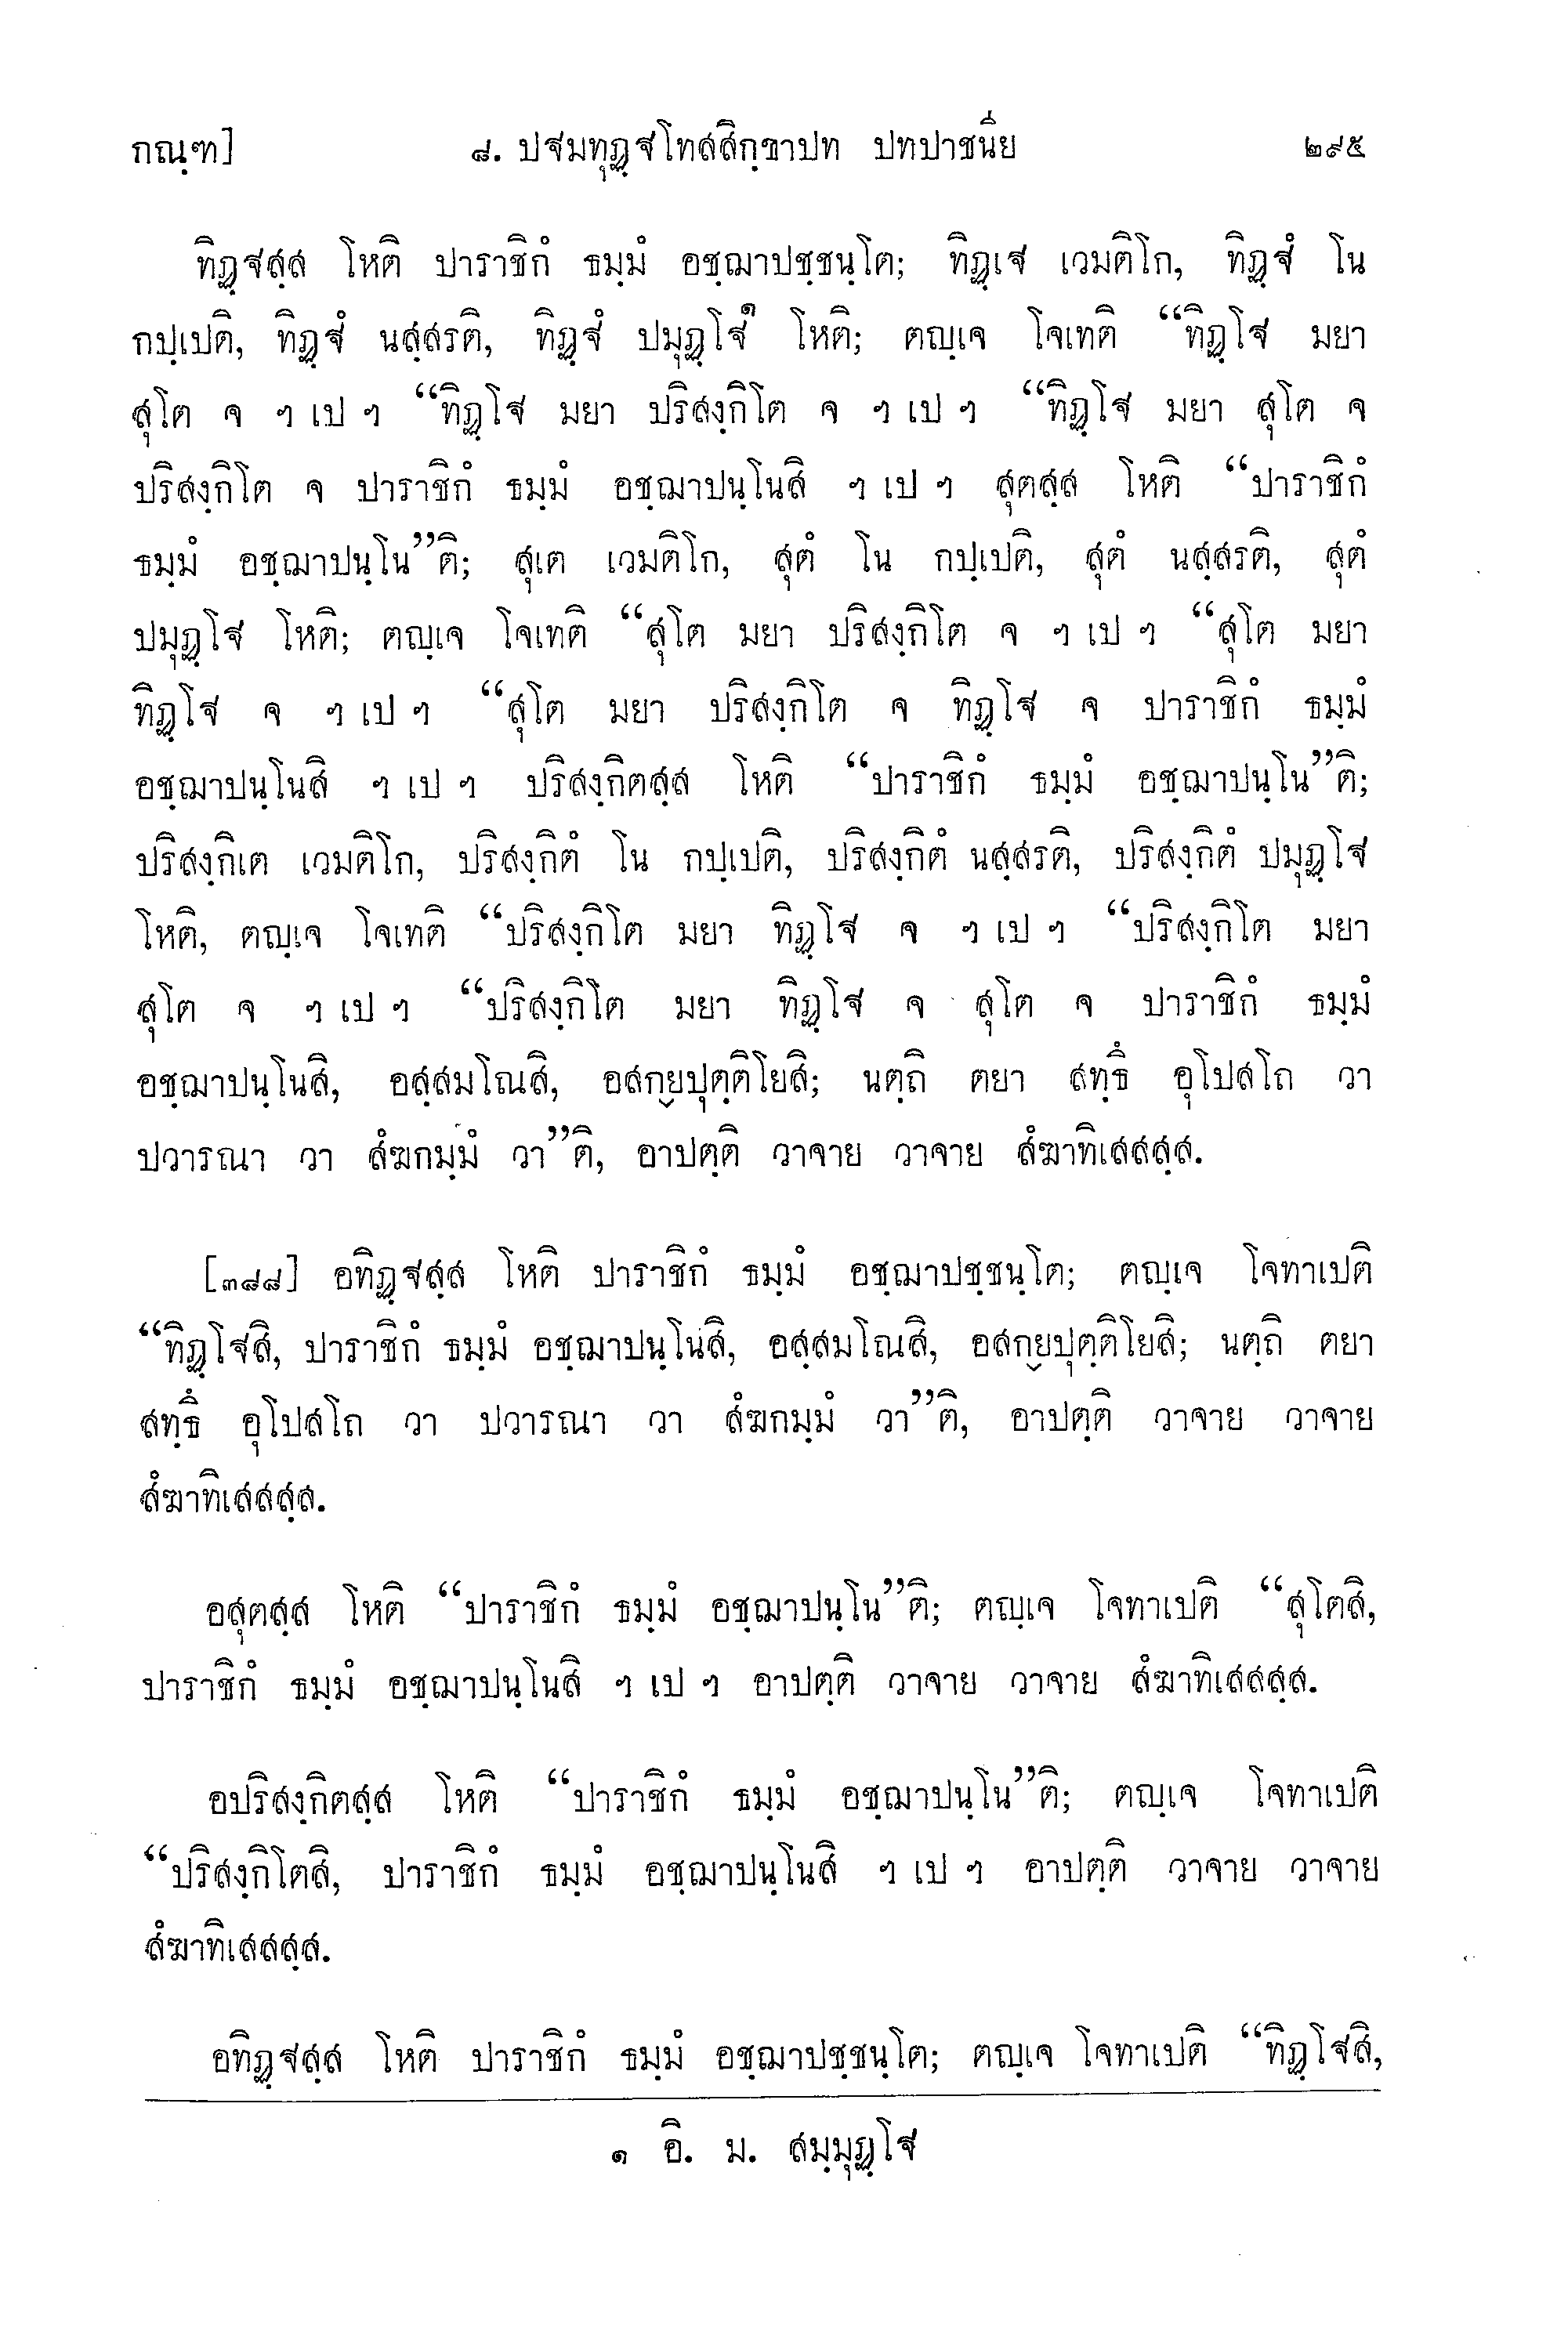 กณฺฑ] ๘. ปฐมทุฏฺฐโทสสิกฺขาปท ปทภาชนีย ๒๙๕
ทิฏฺฐสฺส โหติ ปาราชิกํ ธมฺมํ อชฺฌาปชฺชนฺโต; ทิฏฺเฐ เวมติโก, ทิฏฺฐํ โน
กปฺเปติ, ทิฏฺฐํ นสฺสรติ, ทิฏฺฐํ ปมุฏฺโฐ๑ โหติ; ตญฺเจ โจเทติ “ทิฏฺโฐ มยา
สุโต จ ฯ เป ฯ “ทิฏฺโฐ มยา ปริสงฺกิโต จ ฯ เป ฯ “ทิฏฺโฐ มยา สุโต จ
ปริสงฺกิโต จ ปาราชิกํ ธมฺมํ อชฺฌาปนฺโนสิ ฯ เป ฯ สุตสฺส โหติ “ปาราชิกํ
ธมฺมํ อชฺฌาปนฺโน”ติ; สุเต เวมติโก, สุตํ โน กปฺเปติ, สุตํ นสฺสรติ, สุตํ
ปมุฏฺโฐ โหติ; ตญฺเจ โจเทติ “สุโต มยา ปริสงฺกิโต จ ฯ เป ฯ “สุโต มยา
ทิฏฺโฐ จ ฯ เป ฯ “สุโต มยา ปริสงฺกิโต จ ทิฏฺโฐ จ ปาราชิกํ ธมฺมํ
อชฺฌาปนฺโนสิ ฯ เป ฯ ปริสงฺกิตสฺส โหติ “ปาราชิกํ ธมฺมํ อชฺฌาปนฺโน”ติ;
ปริสงฺกิเต เวมติโก, ปริสงฺกิตํ โน กปฺเปติ, ปริสงฺกิตํ นสฺสรติ, ปริสงฺกิตํ ปมุฏฺโฐ
โหติ, ตญฺเจ โจเทติ “ปริสงฺกิโต มยา ทิฏฺโฐ จ ฯ เป ฯ “ปริสงฺกิโต มยา
สุโต จ ฯ เป ฯ “ปริสงฺกิโต มยา ทิฏฺโฐ จ สุโต จ ปาราชิกํ ธมฺมํ
อชฺฌาปนฺโนสิ, อสฺสมโณสิ, อสกฺยปุตฺติโยสิ; นตฺถิ ตยา สทฺธึ อุโปสโถ วา
ปวารณา วา สํฆกมฺมํ วา”ติ, อาปตฺติ วาจาย วาจาย สํฆาทิเสสสฺส.
[๓๘๘] อทิฏฺฐสฺส โหติ ปาราชิกํ ธมฺมํ อชฺฌาปชฺชนฺโต; ตญฺเจ โจทาเปติ
“ทิฏฺโฐสิ, ปาราชิกํ ธมฺมํ อชฺฌาปนฺโนสิ, อสฺสมโณสิ, อสกฺยปุตฺติโยสิ; นตฺถิ ตยา
สทฺธึ อุโปสโถ วา ปวารณา วา สํฆกมฺมํ วา”ติ, อาปตฺติ วาจาย วาจาย
สํฆาทิเสสสฺส.
อสุตสฺส โหติ “ปาราชิกํ ธมฺมํ อชฺฌาปนฺโน”ติ; ตญฺเจ โจทาเปติ “สุโตสิ,
ปาราชิกํ ธมฺมํ อชฺฌาปนฺโนสิ ฯ เป ฯ อาปตฺติ วาจาย วาจาย สํฆาทิเสสสฺส.
อปริสงฺกิตสฺส โหติ “ปาราชิกํ ธมฺมํ อชฺฌาปนฺโน”ติ; ตญฺเจ โจทาเปติ
“ปริสงฺกิโตสิ, ปาราชิกํ ธมฺมํ อชฺฌาปนฺโนสิ ฯ เป ฯ อาปตฺติ วาจาย วาจาย
สํฆาทิเสสสฺส.
อทิฏฺฐสฺส โหติ ปาราชิกํ ธมฺมํ อชฺฌาปชฺชนฺโต; ตญฺเจ โจทาเปติ “ทิฏฺโฐสิ,
๑ อิ. ม. สมฺมุฏฺโฐ